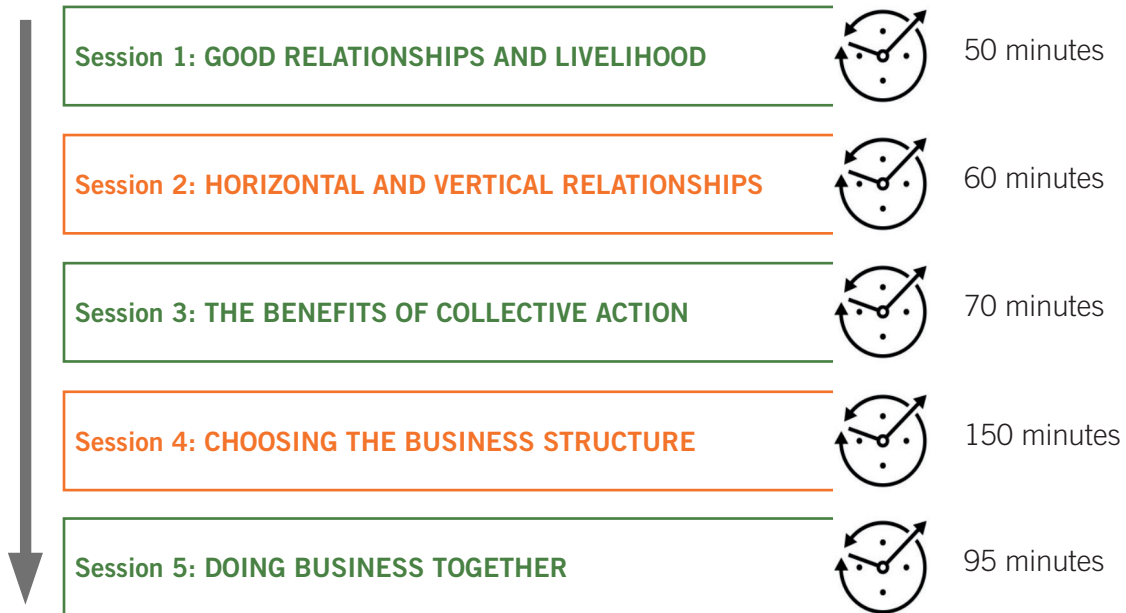 Session 1: GOOD RELATIONSHIPS AND LIVELIHOOD
50 minutes
Session 2: HORIZONTAL AND VERTICAL RELATIONSHIPS
60 minutes
Session 3: THE BENEFITS OF COLLECTIVE ACTION
70 minutes
Session 4: CHOOSING THE BUSINESS STRUCTURE
150 minutes
Session 5: DOING BUSINESS TOGETHER
95 minutes